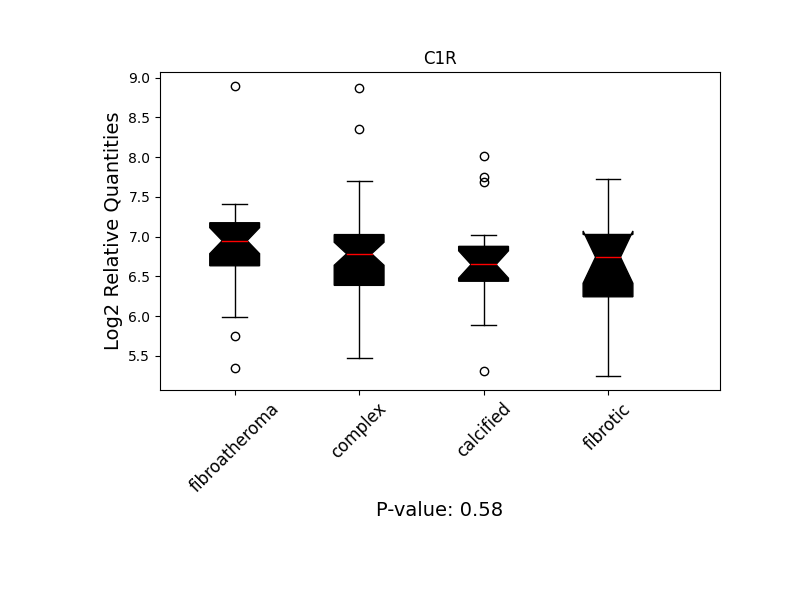 C1R
Log2 Relative Quantities
9.0
8.5
8.0
7.5
7.0
6.5
6.0
5.5
fibroatheroma
complex
calcified
fibrotic
P-value: 0.58